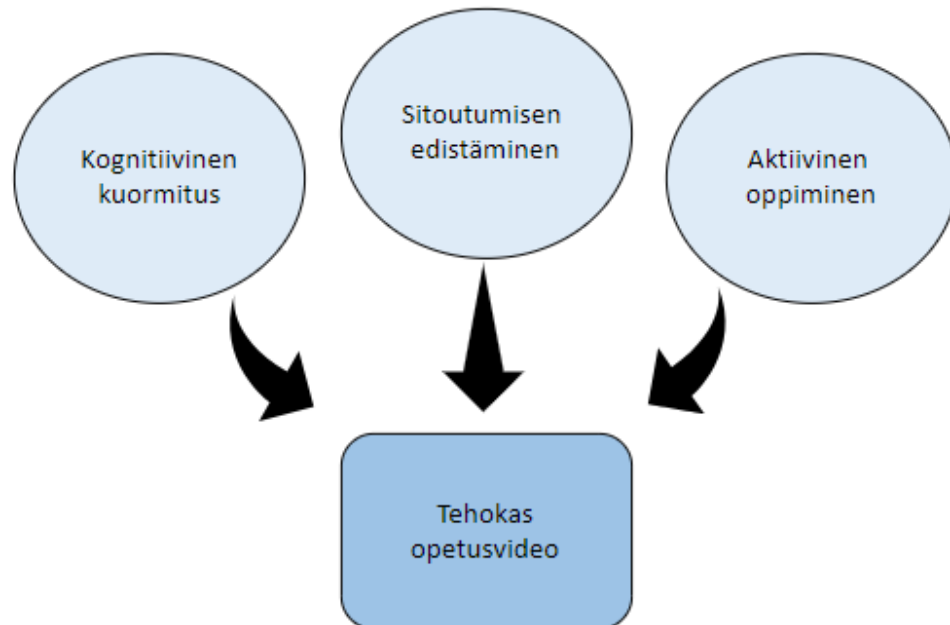 Kognitiivinen
kuormitus
Sitoutumisen
edistäminen
Aktiivinen
oppiminen
Tehokas
opetusvideo